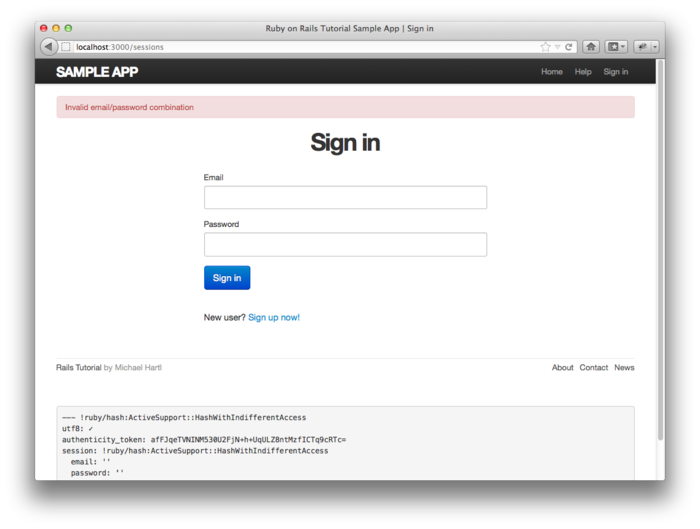 Ruby on Rails Tutorial Sample App | Sign in
localhost:3000/sessions
SAMPLE APP Home Help Sign in
Invalid email/password combination
Sign in
Email
Password
Sign in
New user? Sign up now!
Rails Tutorial by Michael Hartl About Contact News
--- !ruby/hash:ActiveSupport::HashWithIndifferentAccess
utf8: ✓
authenticity_token: afFJqeTVNINM530U2FjN+h+UqULZBntMzfICTq9cRTc=
session: !ruby/hash:ActiveSupport::HashWithIndifferentAccess
email: ''
password: ''